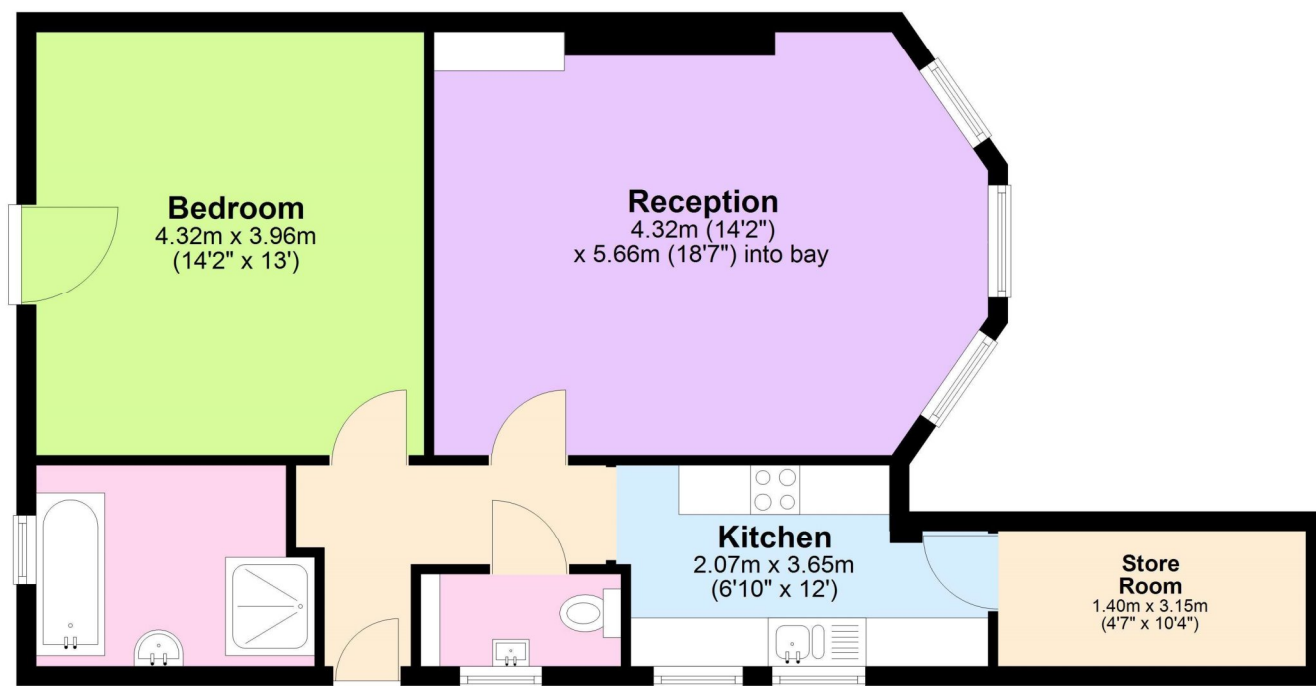 Bedroom
4.32m x 3.96m
(14'2" x 13')
Reception
4.32m (14'2")
x 5.66m (18'7") into bay
Kitchen
2.07m x 3.65m
(6'10" x 12')
Store
Room
1.40m x 3.15m
(4'7" x 10'4")